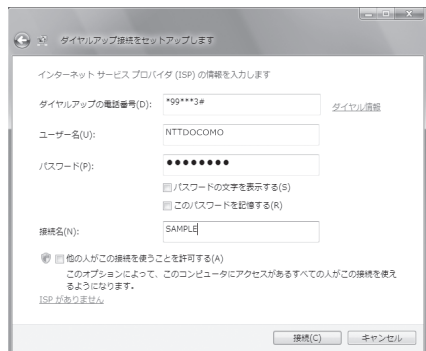 ダイヤルアップ接続をセットアップします
インターネット サービス プロバイダ (ISP) の情報を入力します
ダイヤルアップの電話番号(D): *99***3# ダイヤル情報
ユーザー名(U): NTTDOCOMO
パスワード(P): ●●●●●●●●
パスワードの文字を表示する(S)
このパスワードを記憶する(R)
接続名(N): SAMPLE
他の人がこの接続を使うことを許可する(A)
このオプションによって、このコンピュータにアクセスがあるすべての人がこの接続を使え
るようになります。
ISP がありません
接続(C) キャンセル